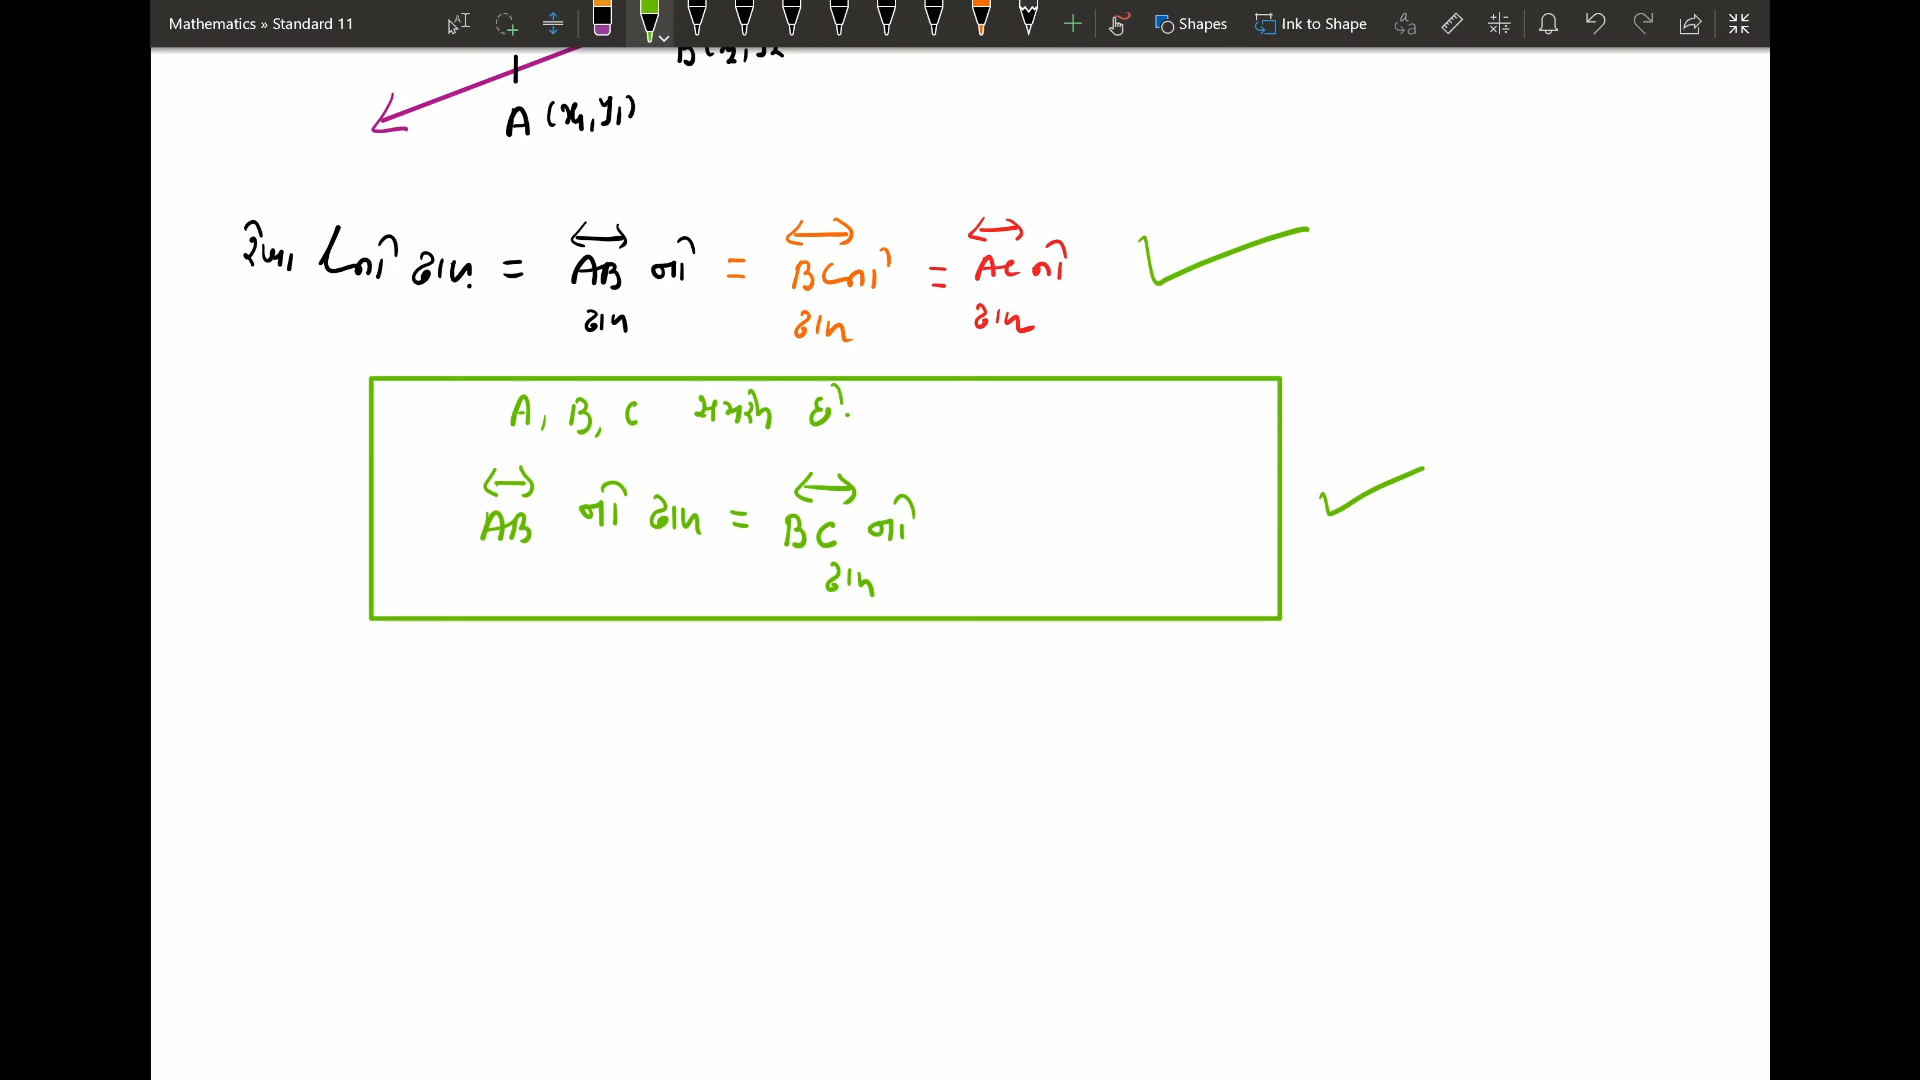 Mathematics » Standard 11
Shapes
Ink to Shape
A (x₁, y₁)
રેખા L નો ઢાળ = AB નો = BC નો = AC નો
ઢાળ ઢાળ ઢાળ
A, B, C સમરેખ છે.
AB નો ઢાળ = BC નો
ઢાળ